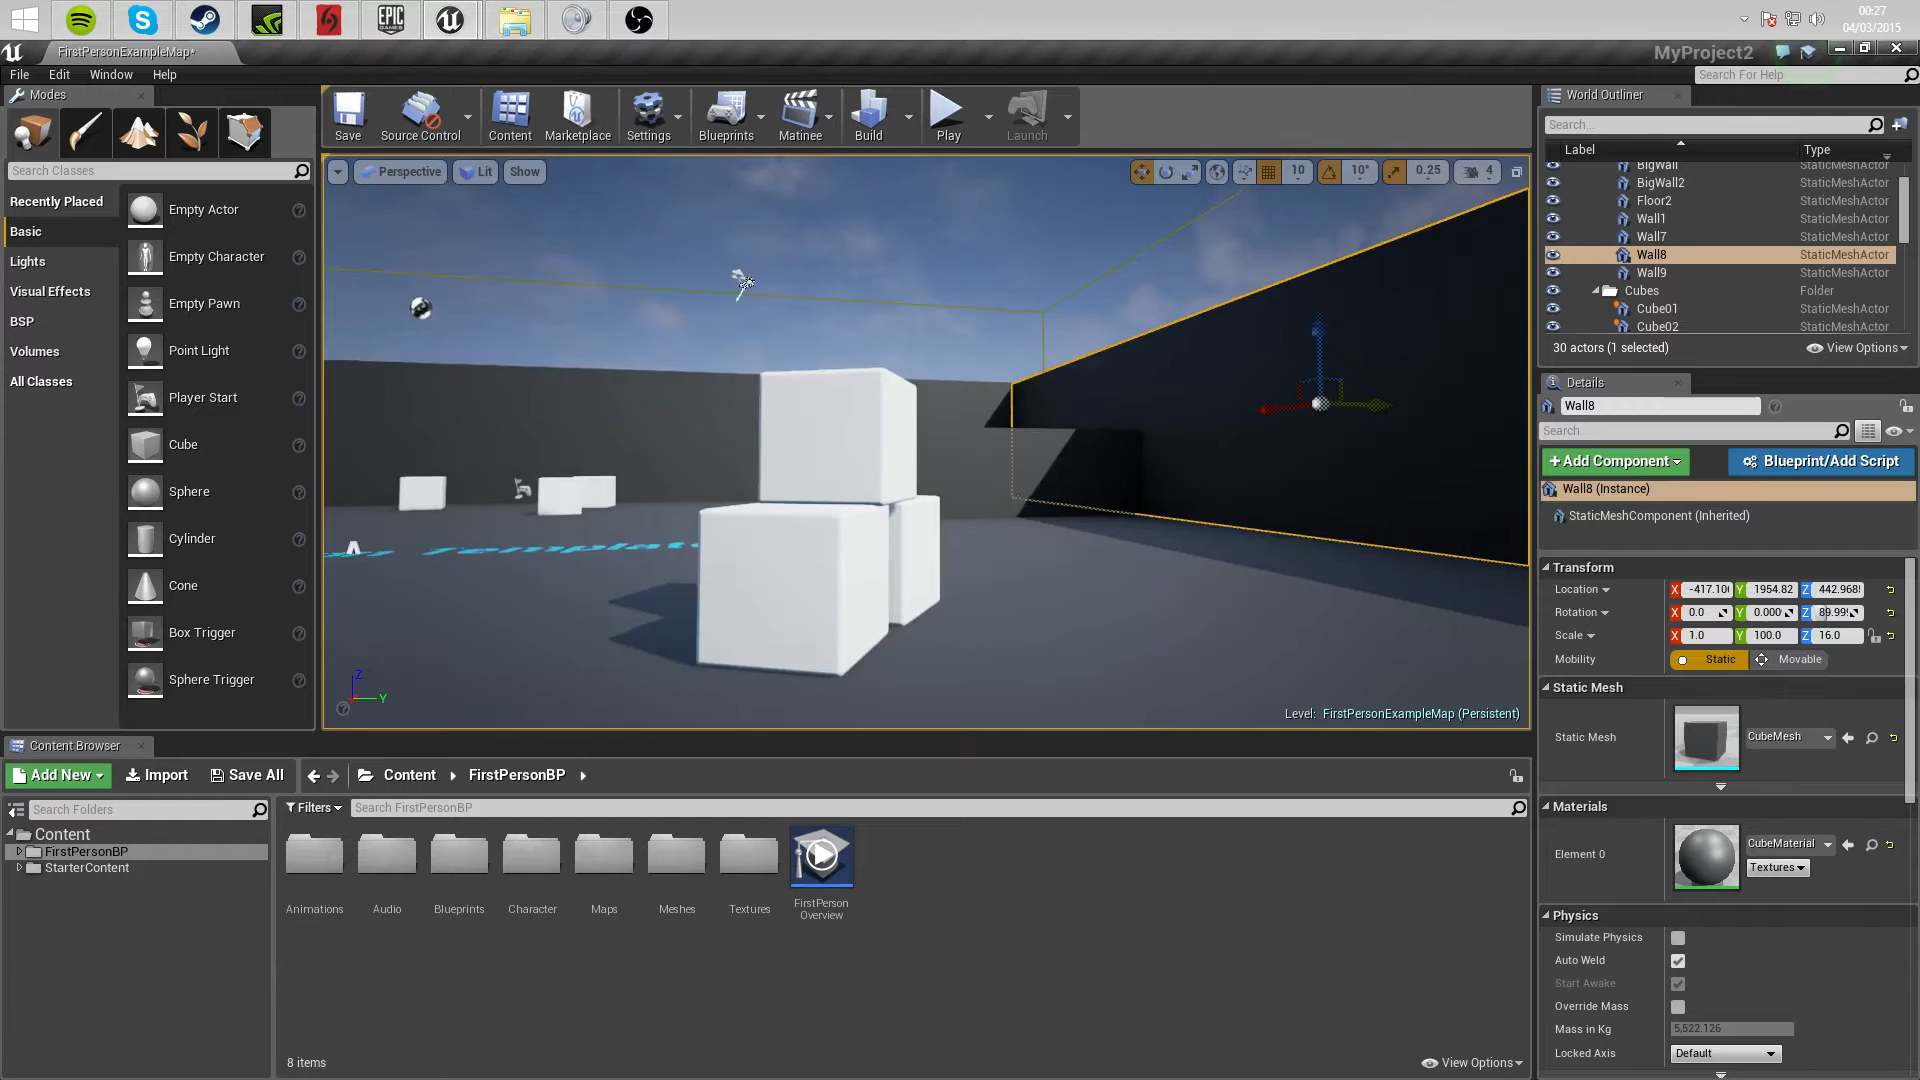 00:27
04/03/2015
EPIC
GAMES
FirstPersonExampleMap*
MyProject2
File Edit Window Help
Search For Help
Modes
Search Classes
Recently Placed
Basic
Lights
Visual Effects
BSP
Volumes
All Classes
Empty Actor
Empty Character
Empty Pawn
Point Light
Player Start
Cube
Sphere
Cylinder
Cone
Box Trigger
Sphere Trigger
Save Source Control Content Marketplace Settings Blueprints Matinee Build Play Launch
Perspective Lit Show 10 10° 0.25 4
Template
Z
Y
Level: FirstPersonExampleMap (Persistent)
World Outliner
Search...
Label Type
BigWall StaticMeshActor
BigWall2 StaticMeshActor
Floor2 StaticMeshActor
Wall1 StaticMeshActor
Wall7 StaticMeshActor
Wall8 StaticMeshActor
Wall9 StaticMeshActor
Cubes Folder
Cube01 StaticMeshActor
Cube02 StaticMeshActor
30 actors (1 selected) View Options
Details
Wall8
Search
+Add Component Blueprint/Add Script
Wall8 (Instance)
StaticMeshComponent (Inherited)
Transform
Location X Y 1954.82 Z
Rotation X 0.0 Y 0.000 Z
Scale X 1.0 Y 100.0 Z 16.0
Mobility Static Movable
Static Mesh
Static Mesh CubeMesh
Materials
Element 0 CubeMaterial
Textures
Physics
Simulate Physics
Auto Weld
Start Awake
Override Mass
Mass in Kg 5,522.126
Locked Axis Default
Content Browser
Add New Import Save All Content FirstPersonBP
Search Folders
Content
FirstPersonBP
StarterContent
Filters Search FirstPersonBP
Animations Audio Blueprints Character Maps Meshes Textures FirstPerson
Overview
8 items View Options